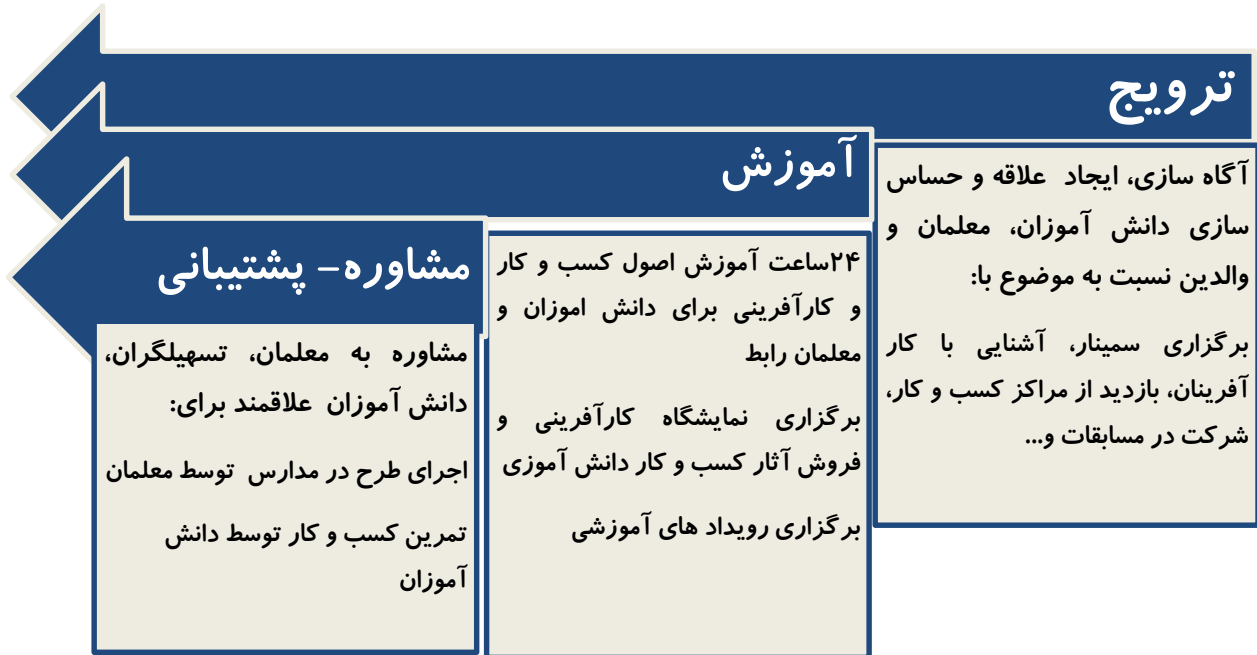 ترویج
آگاه سازی، ایجاد علاقه و حساس
سازی دانش آموزان، معلمان و
والدین نسبت به موضوع با:
برگزاری سمینار، آشنایی با کار
آفرینان، بازدید از مراکز کسب و کار،
شرکت در مسابقات و...
آموزش
۲۴ساعت آموزش اصول کسب و کار
و کارآفرینی برای دانش اموزان و
معلمان رابط
برگزاری نمایشگاه کارآفرینی و
فروش آثار کسب و کار دانش آموزی
برگزاری رویداد های آموزشی
مشاوره- پشتیبانی
مشاوره به معلمان، تسهیلگران،
دانش آموزان علاقمند برای:
اجرای طرح در مدارس توسط معلمان
تمرین کسب و کار توسط دانش
آموزان